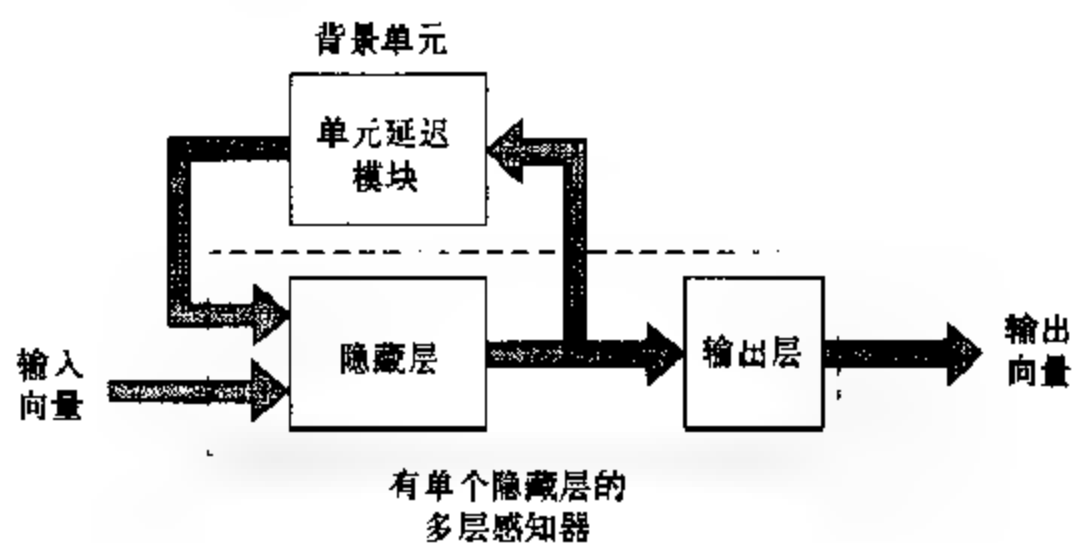 背景单元
单元延迟
模块
输入
向量
隐藏层
输出层
输出
向量
有单个隐藏层的
多层感知器